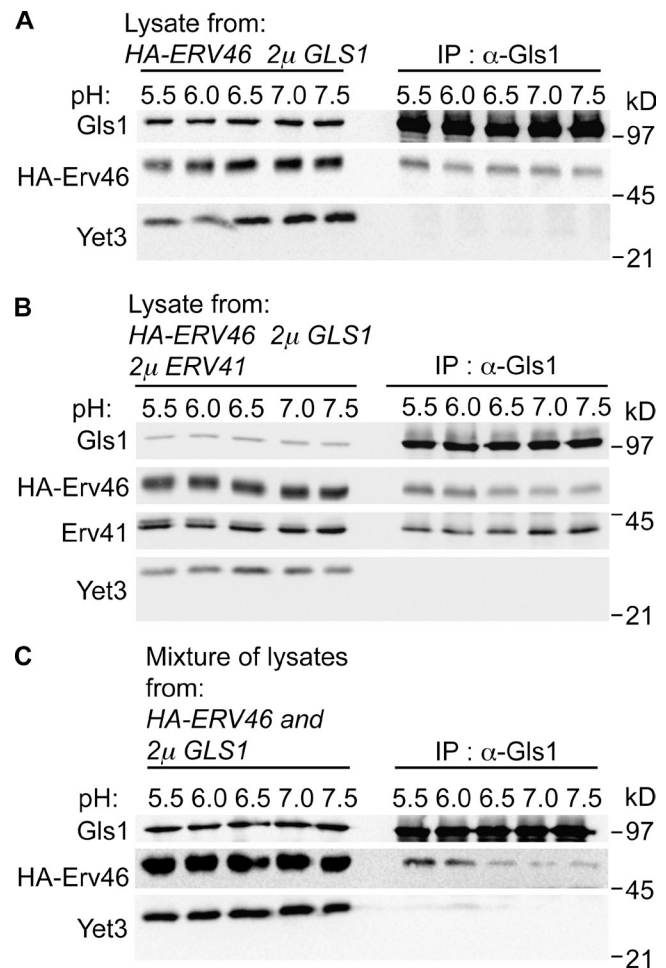 A
Lysate from:
HA-ERV46 2μ GLS1
IP : α-Gls1
pH: 5.5 6.0 6.5 7.0 7.5 5.5 6.0 6.5 7.0 7.5 kD
Gls1
–97
HA-Erv46
–45
Yet3
–21
B
Lysate from:
HA-ERV46 2μ GLS1
2μ ERV41
IP : α-Gls1
pH: 5.5 6.0 6.5 7.0 7.5 5.5 6.0 6.5 7.0 7.5 kD
Gls1
–97
HA-Erv46
–45
Erv41
Yet3
–21
C
Mixture of lysates
from:
HA-ERV46 and
2μ GLS1
IP : α-Gls1
pH: 5.5 6.0 6.5 7.0 7.5 5.5 6.0 6.5 7.0 7.5 kD
Gls1
–97
HA-Erv46
–45
Yet3
–21